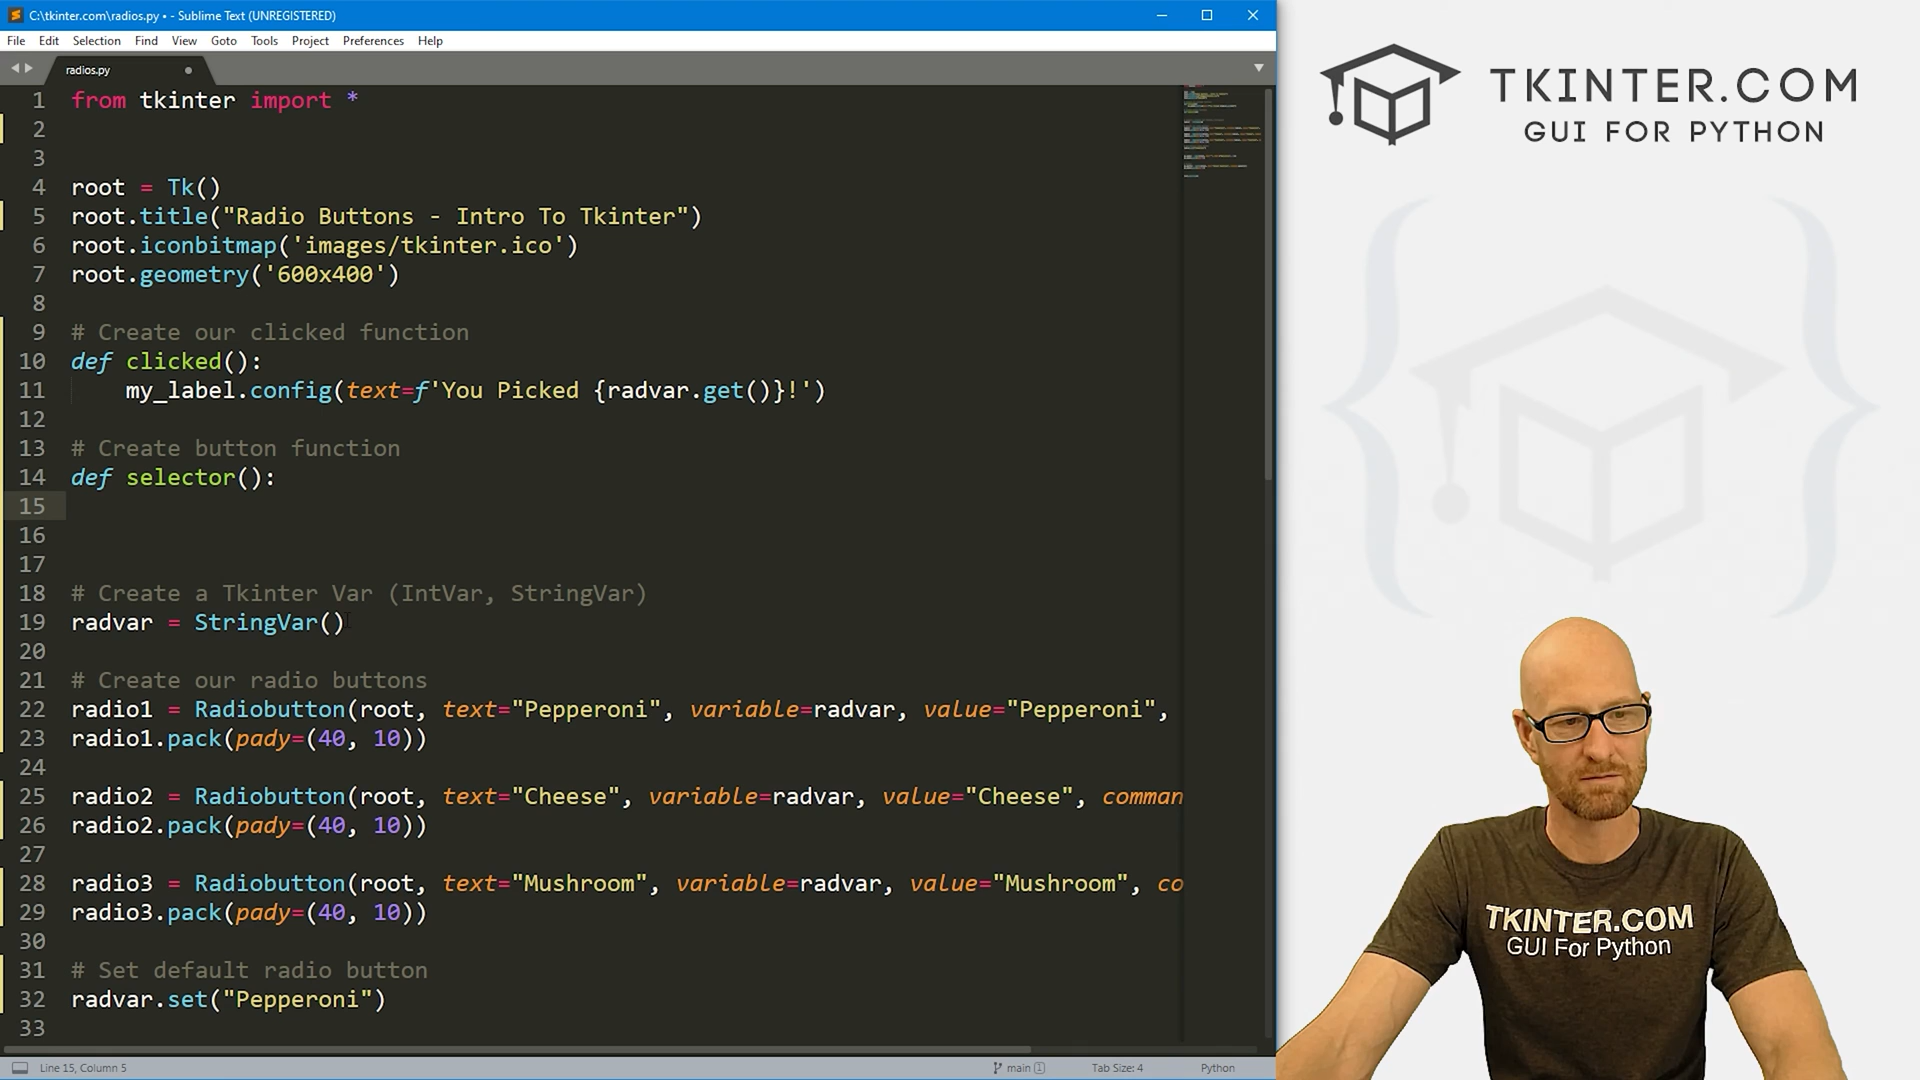 C:\tkinter.com\radios.py • - Sublime Text (UNREGISTERED)
File Edit Selection Find View Goto Tools Project Preferences Help
radios.py
1 from tkinter import *
2
3
4 root = Tk()
5 root.title("Radio Buttons - Intro To Tkinter")
6 root.iconbitmap('images/tkinter.ico')
7 root.geometry('600x400')
8
9 # Create our clicked function
10 def clicked():
11 my_label.config(text=f'You Picked {radvar.get()}!')
12
13 # Create button function
14 def selector():
15
16
17
18 # Create a Tkinter Var (IntVar, StringVar)
19 radvar = StringVar()
20
21 # Create our radio buttons
22 radio1 = Radiobutton(root, text="Pepperoni", variable=radvar, value="Pepperoni",
23 radio1.pack(pady=(40, 10))
24
25 radio2 = Radiobutton(root, text="Cheese", variable=radvar, value="Cheese", comman
26 radio2.pack(pady=(40, 10))
27
28 radio3 = Radiobutton(root, text="Mushroom", variable=radvar, value="Mushroom", co
29 radio3.pack(pady=(40, 10))
30
31 # Set default radio button
32 radvar.set("Pepperoni")
33
Line 15, Column 5 main 1 Tab Size: 4 Python
TKINTER.COM
GUI FOR PYTHON
TKINTER.COM
GUI For Python